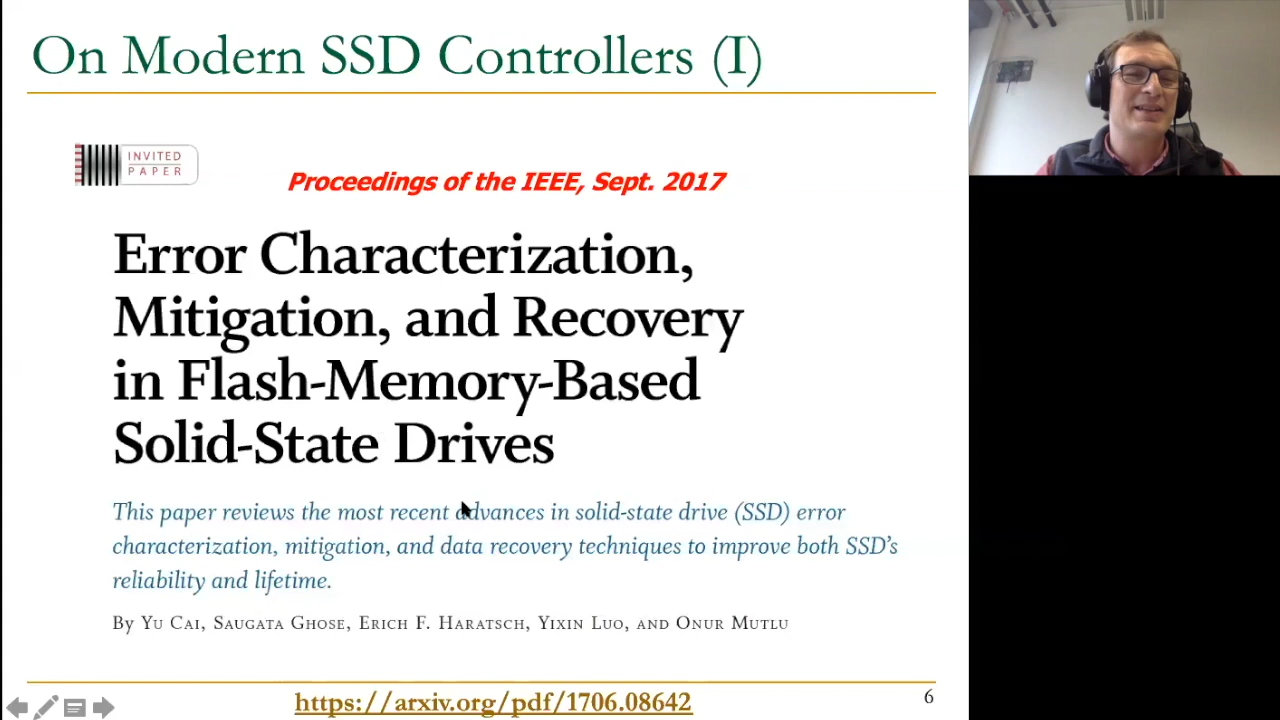 On Modern SSD Controllers (I)
INVITED
PAPER
Proceedings of the IEEE, Sept. 2017
Error Characterization,
Mitigation, and Recovery
in Flash-Memory-Based
Solid-State Drives
This paper reviews the most recent advances in solid-state drive (SSD) error
characterization, mitigation, and data recovery techniques to improve both SSD's
reliability and lifetime.
By Yu Cai, Saugata Ghose, Erich F. Haratsch, Yixin Luo, and Onur Mutlu
https://arxiv.org/pdf/1706.08642
6